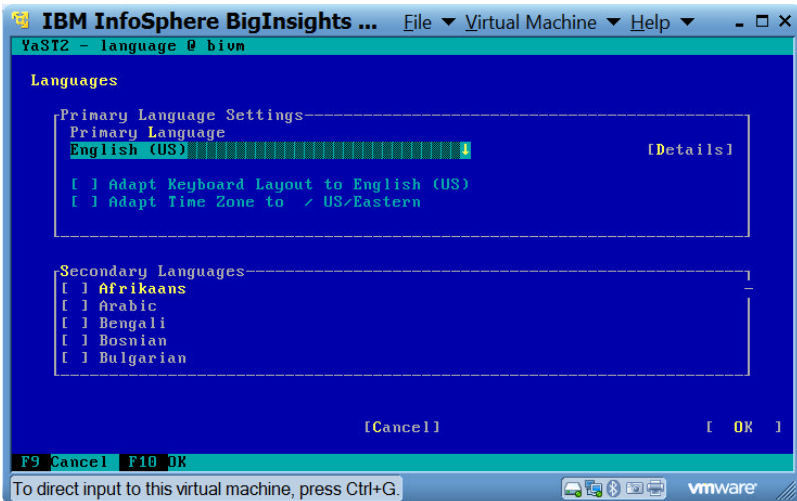 IBM InfoSphere BigInsights ... File ▼ Virtual Machine ▼ Help ▼
YaST2 - language @ bivm
Languages
Primary Language Settings
Primary Language
English (US) ↓ [Details]
[ ] Adapt Keyboard Layout to English (US)
[ ] Adapt Time Zone to / US/Eastern
Secondary Languages
[ ] Afrikaans
[ ] Arabic
[ ] Bengali
[ ] Bosnian
[ ] Bulgarian
[Cancel] [ OK ]
F9 Cancel F10 OK
To direct input to this virtual machine, press Ctrl+G. vmware